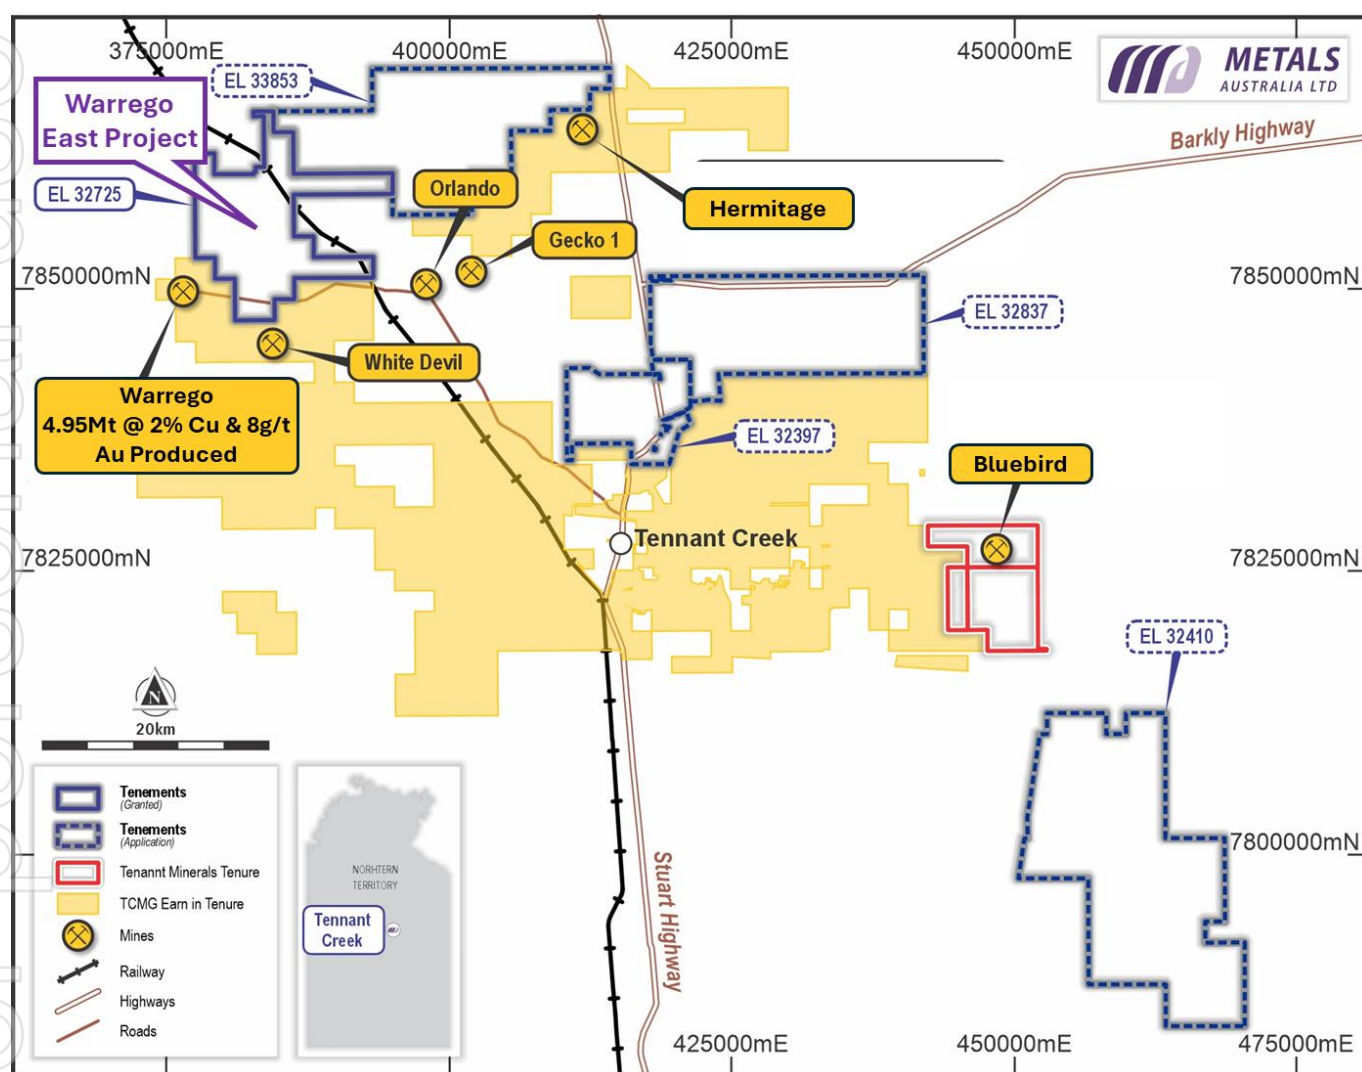 375000mE
400000mE
425000mE
450000mE
METALS
AUSTRALIA LTD
EL 33853
Warrego
East Project
Barkly Highway
EL 32725
Orlando
Hermitage
Gecko 1
7850000mN
7850000mN
EL 32837
White Devil
Warrego
4.95Mt @ 2% Cu & 8g/t
Au Produced
EL 32397
Bluebird
Tennant Creek
7825000mN
7825000mN
EL 32410
N
20km
Tenements
(Granted)
Tenements
(Application)
Tenannt Minerals Tenure
TCMG Earn in Tenure
Mines
Railway
Highways
Roads
NORHTERN
TERRITORY
Tennant
Creek
Stuart Highway
7800000mN
425000mE
450000mE
475000mE